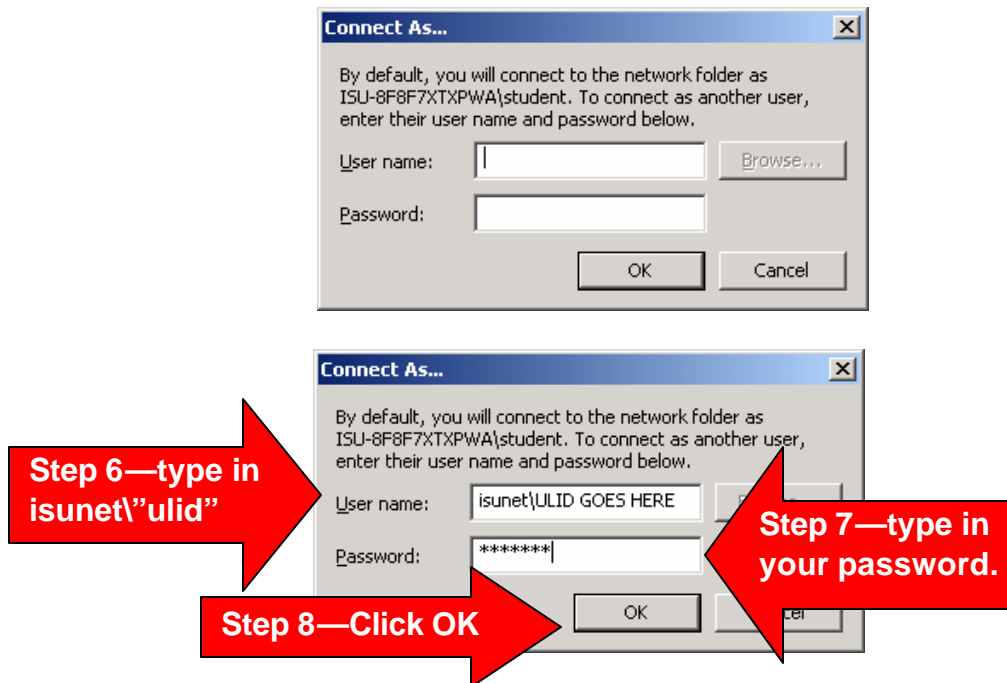 Connect As...
By default, you will connect to the network folder as
ISU-8F8F7XTXPWA\student. To connect as another user,
enter their user name and password below.
User name:
Browse...
Password:
OK
Cancel
Connect As...
By default, you will connect to the network folder as
ISU-8F8F7XTXPWA\student. To connect as another user,
enter their user name and password below.
Step 6—type in
isunet\”ulid”
User name:
isunet\ULID GOES HERE
Step 7—type in
your password.
Password:
*******
Step 8—Click OK
OK